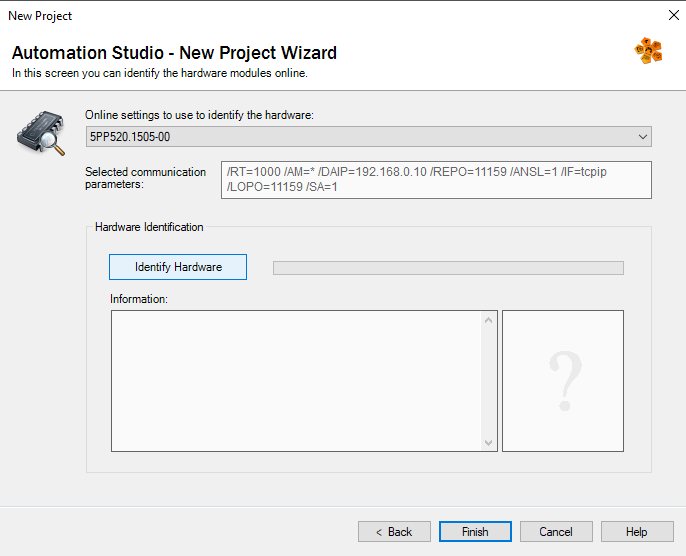 New Project
Automation Studio - New Project Wizard
In this screen you can identify the hardware modules online.
Online settings to use to identify the hardware:
5PP520.1505-00
Selected communication
parameters:
/RT=1000 /AM=* /DAIP=192.168.0.10 /REPO=11159 /ANSL=1 /IF=tcpip
/LOPO=11159 /SA=1
Hardware Identification
Identify Hardware
Information:
?
< Back
Finish
Cancel
Help